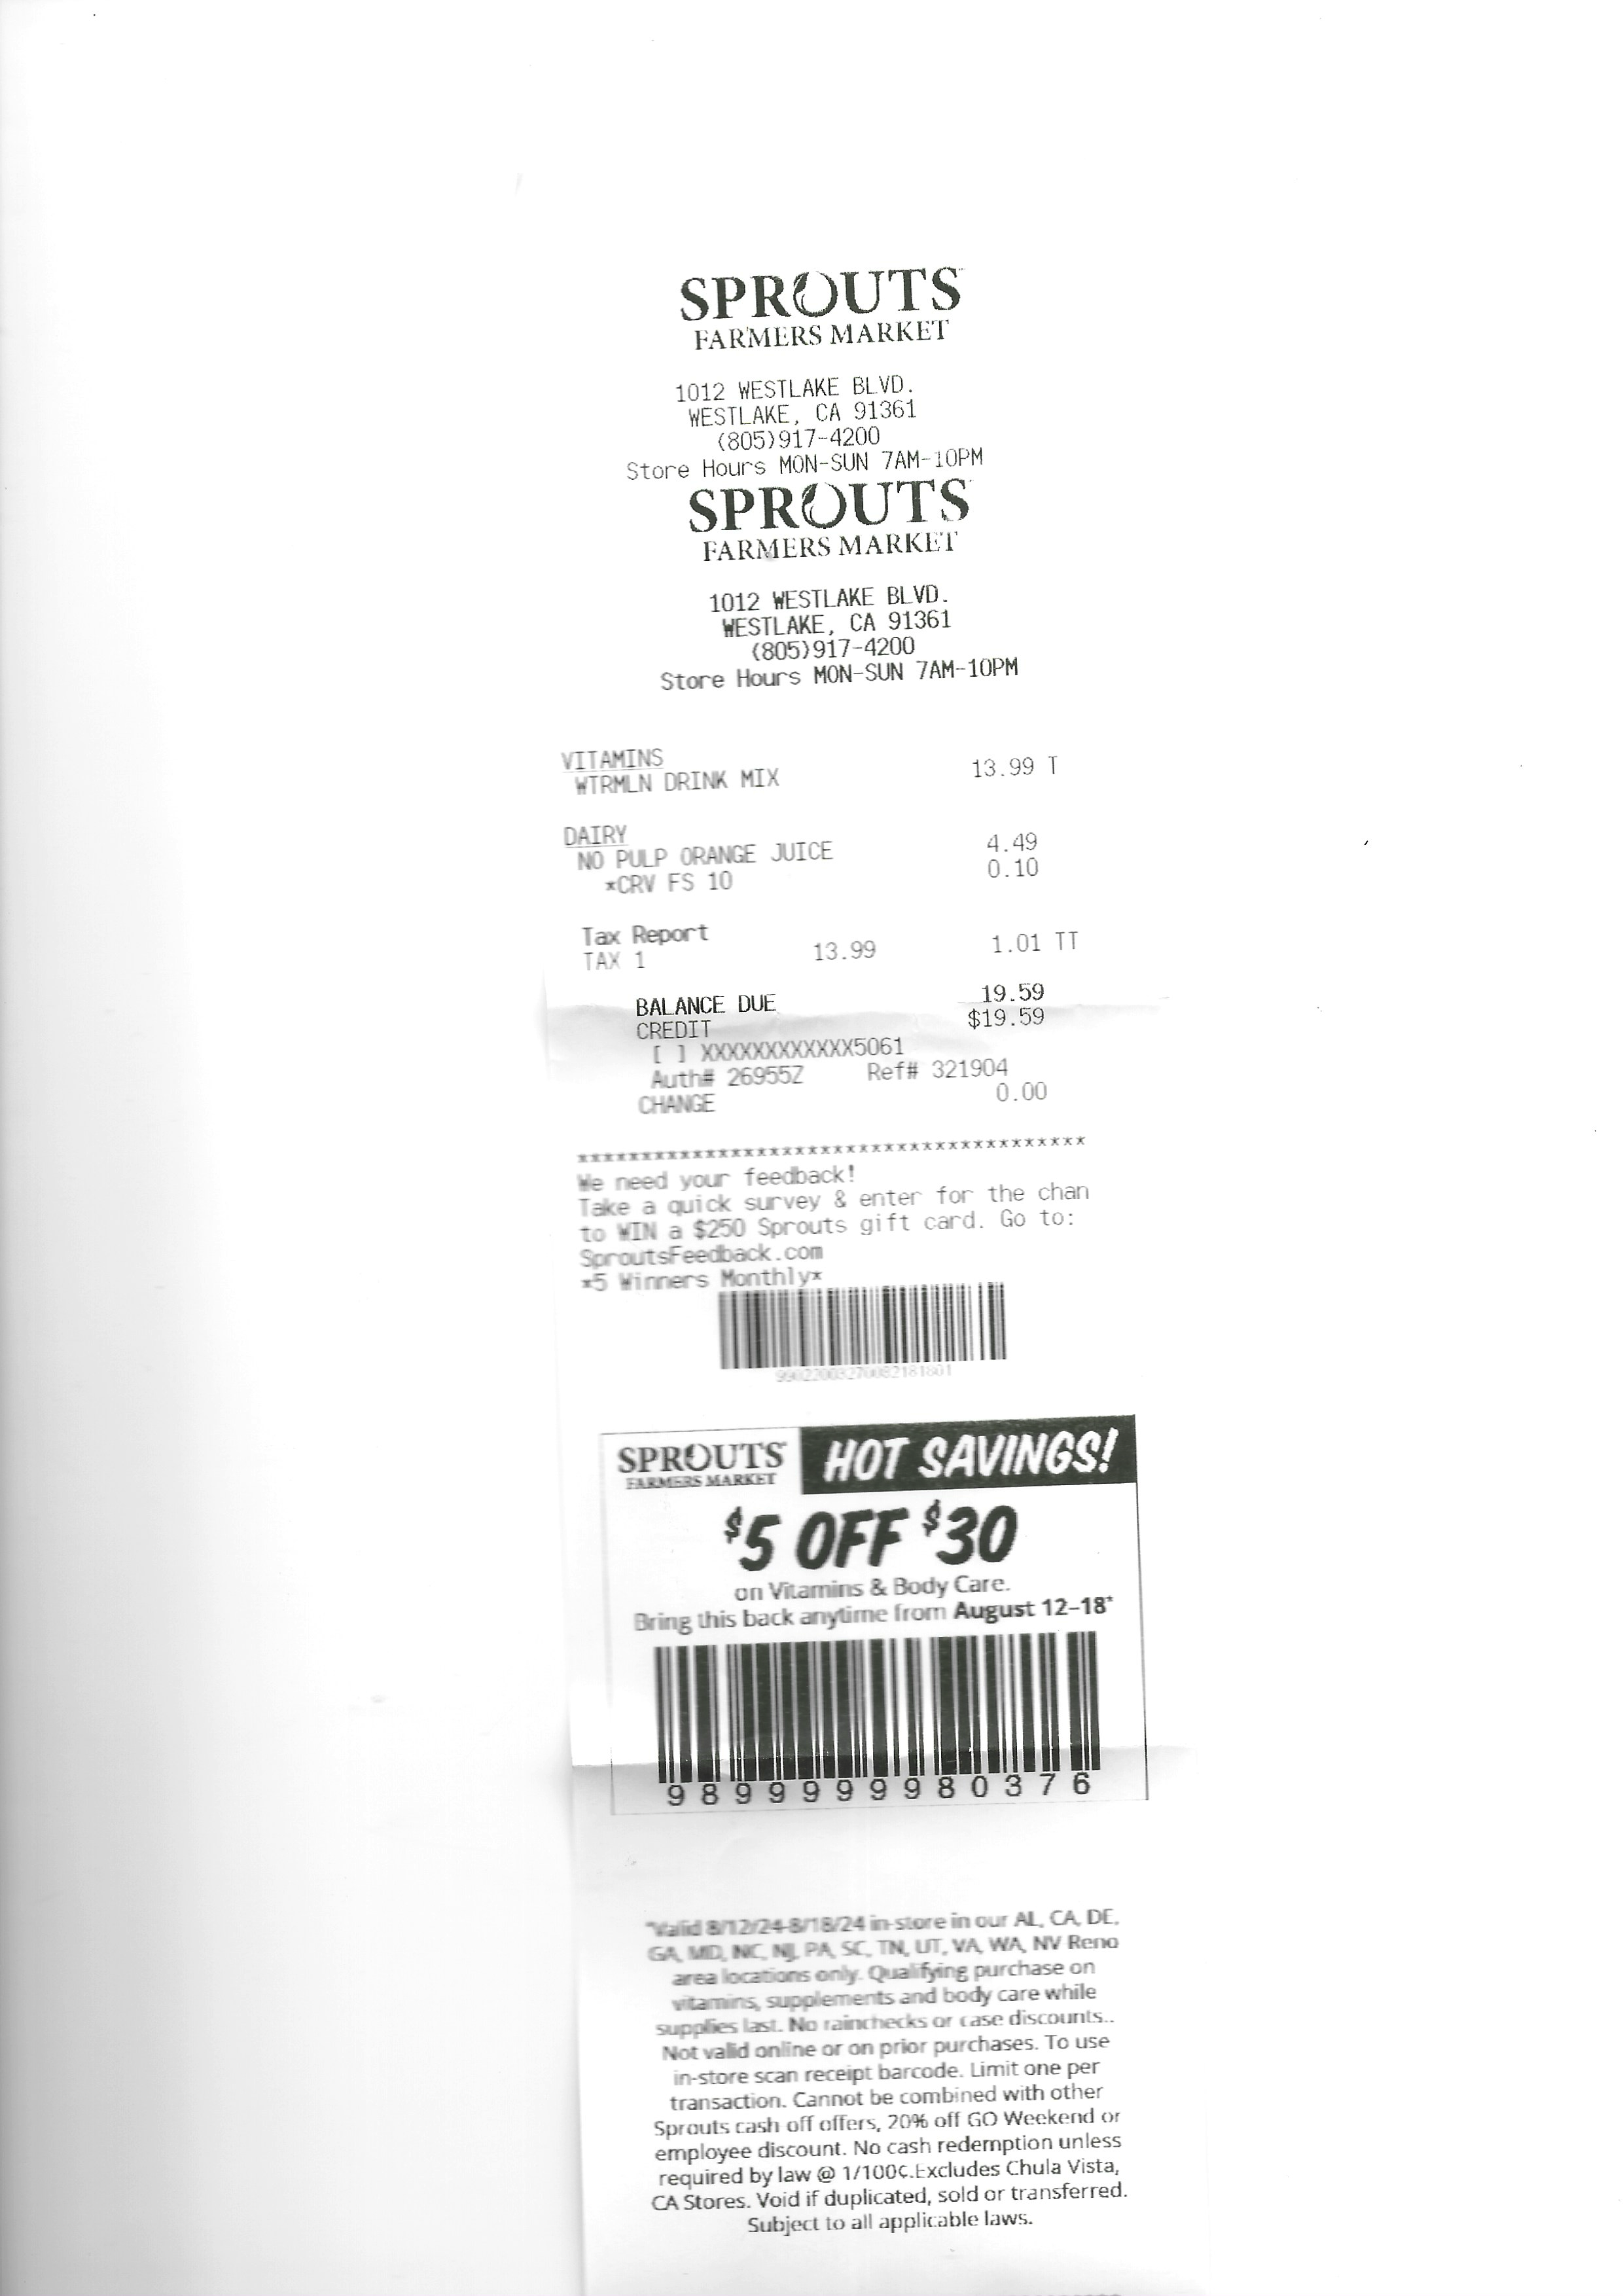 SPROUTS
FARMERS MARKET
1012 WESTLAKE BLVD.
WESTLAKE, CA 91361
(805)917-4200
Store Hours MON-SUN 7AM-10PM
SPROUTS
FARMERS MARKET
1012 WESTLAKE BLVD.
WESTLAKE, CA 91361
(805)917-4200
Store Hours MON-SUN 7AM-10PM
VITAMINS
WTRMLN DRINK MIX 13.99 T
DAIRY
NO PULP ORANGE JUICE 4.49
*CRV FS 10 0.10
Tax Report
TAX 1 13.99 1.01 TT
BALANCE DUE 19.59
CREDIT $19.59
[ ] XXXXXXXXXXXX5061
Auth# 26955Z Ref# 321904
CHANGE 0.00
****************************************
We need your feedback!
Take a quick survey & enter for the chan
to WIN a $250 Sprouts gift card. Go to:
SproutsFeedback.com
*5 Winners Monthly*
SPROUTS
FARMERS MARKET
HOT SAVINGS!
$5 OFF $30
on Vitamins & Body Care.
Bring this back anytime from August 12-18*
9899999980376
*Valid 8/12/24-8/18/24 in-store in our AL, CA, DE,
GA, MD, NC, NJ, PA, SC, TN, UT, VA, WA, NV Reno
area locations only. Qualifying purchase on
vitamins, supplements and body care while
supplies last. No rainchecks or case discounts..
Not valid online or on prior purchases. To use
in-store scan receipt barcode. Limit one per
transaction. Cannot be combined with other
Sprouts cash off offers, 20% off GO Weekend or
employee discount. No cash redemption unless
required by law @ 1/100¢.Excludes Chula Vista,
CA Stores. Void if duplicated, sold or transferred.
Subject to all applicable laws.